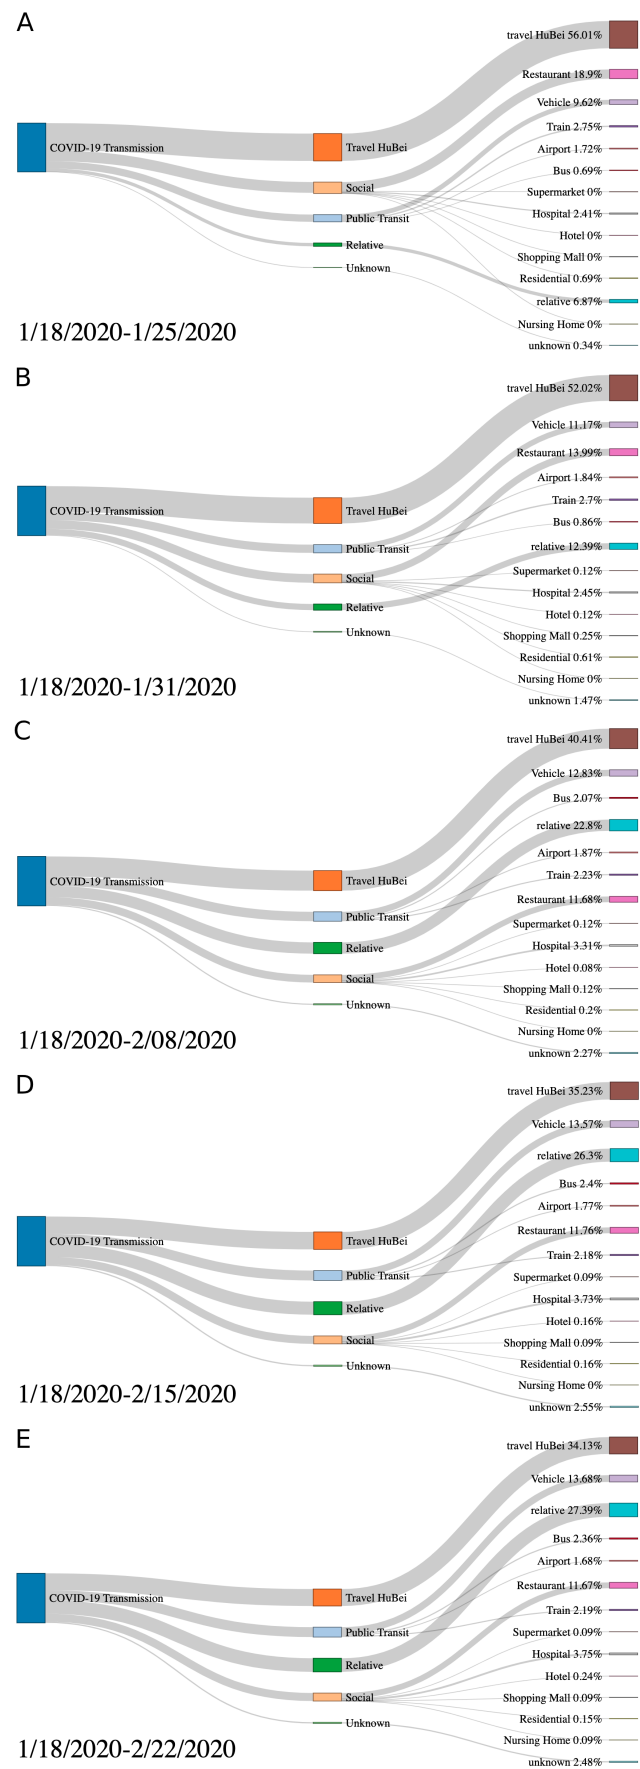 A
travel HuBei 56.01%
Restaurant 18.9%
Vehicle 9.62%
Train 2.75%
COVID-19 Transmission
Travel HuBei
Airport 1.72%
Bus 0.69%
Social
Supermarket 0%
Public Transit
Hospital 2.41%
Hotel 0%
Relative
Shopping Mall 0%
Unknown
Residential 0.69%
relative 6.87%
Nursing Home 0%
1/18/2020-1/25/2020
unknown 0.34%
B
travel HuBei 52.02%
Vehicle 11.17%
Restaurant 13.99%
Airport 1.84%
Train 2.7%
COVID-19 Transmission
Travel HuBei
Bus 0.86%
Public Transit
relative 12.39%
Supermarket 0.12%
Social
Hospital 2.45%
Relative
Hotel 0.12%
Unknown
Shopping Mall 0.25%
Residential 0.61%
Nursing Home 0%
1/18/2020-1/31/2020
unknown 1.47%
C
travel HuBei 40.41%
Vehicle 12.83%
Bus 2.07%
relative 22.8%
Airport 1.87%
Train 2.23%
COVID-19 Transmission
Travel HuBei
Restaurant 11.68%
Public Transit
Supermarket 0.12%
Hospital 3.31%
Relative
Hotel 0.08%
Social
Shopping Mall 0.12%
Unknown
Residential 0.2%
Nursing Home 0%
1/18/2020-2/08/2020
unknown 2.27%
D
travel HuBei 35.23%
Vehicle 13.57%
relative 26.3%
Bus 2.4%
Airport 1.77%
Restaurant 11.76%
COVID-19 Transmission
Travel HuBei
Train 2.18%
Public Transit
Supermarket 0.09%
Hospital 3.73%
Relative
Hotel 0.16%
Social
Shopping Mall 0.09%
Unknown
Residential 0.16%
Nursing Home 0%
1/18/2020-2/15/2020
unknown 2.55%
E
travel HuBei 34.13%
Vehicle 13.68%
relative 27.39%
Bus 2.36%
Airport 1.68%
Restaurant 11.67%
COVID-19 Transmission
Travel HuBei
Train 2.19%
Public Transit
Supermarket 0.09%
Hospital 3.75%
Relative
Hotel 0.24%
Social
Shopping Mall 0.09%
Unknown
Residential 0.15%
Nursing Home 0.09%
1/18/2020-2/22/2020
unknown 2.48%